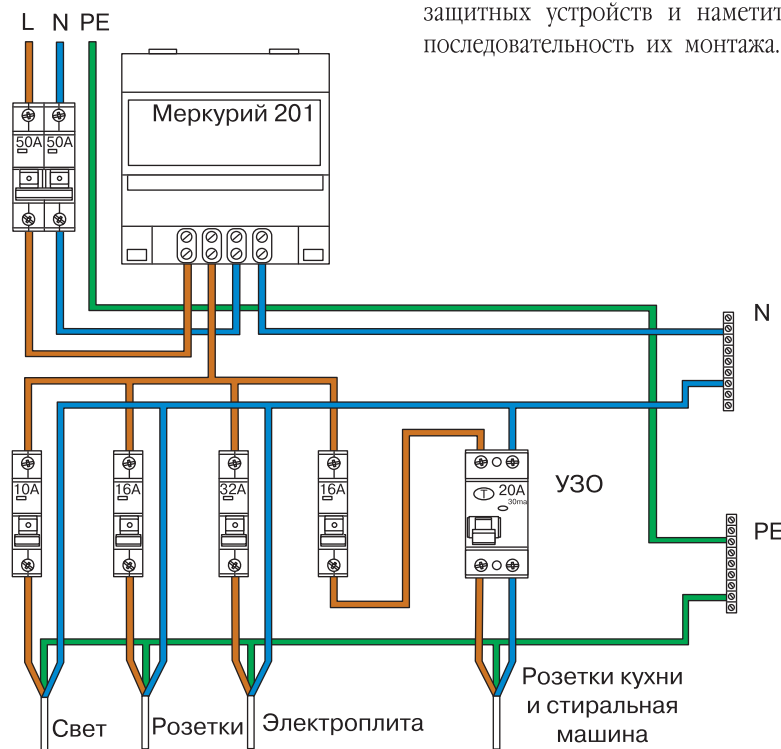 защитных устройств и наметит
последовательность их монтажа.
L N PE
Меркурий 201
50A 50A
N
10A 16A 32A 16A
T 20A
30ma
УЗО
PE
Свет
Розетки
Электроплита
Розетки кухни
и стиральная
машина